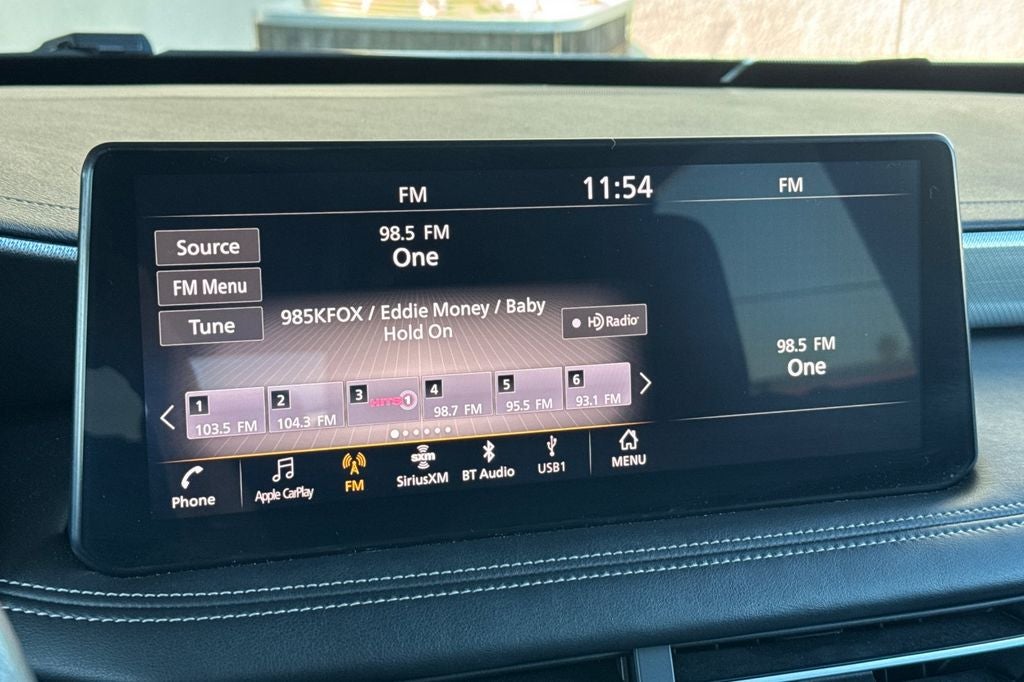 FM
11:54
FM
98.5 FM
One
Source
FM Menu
Tune
985KFOX / Eddie Money / Baby
Hold On
HD Radio
98.5 FM
One
1
103.5 FM
2
104.3 FM
3
HITS 1
4
98.7 FM
5
95.5 FM
6
93.1 FM
Phone
Apple CarPlay
FM
sxm
SiriusXM
BT Audio
USB1
MENU